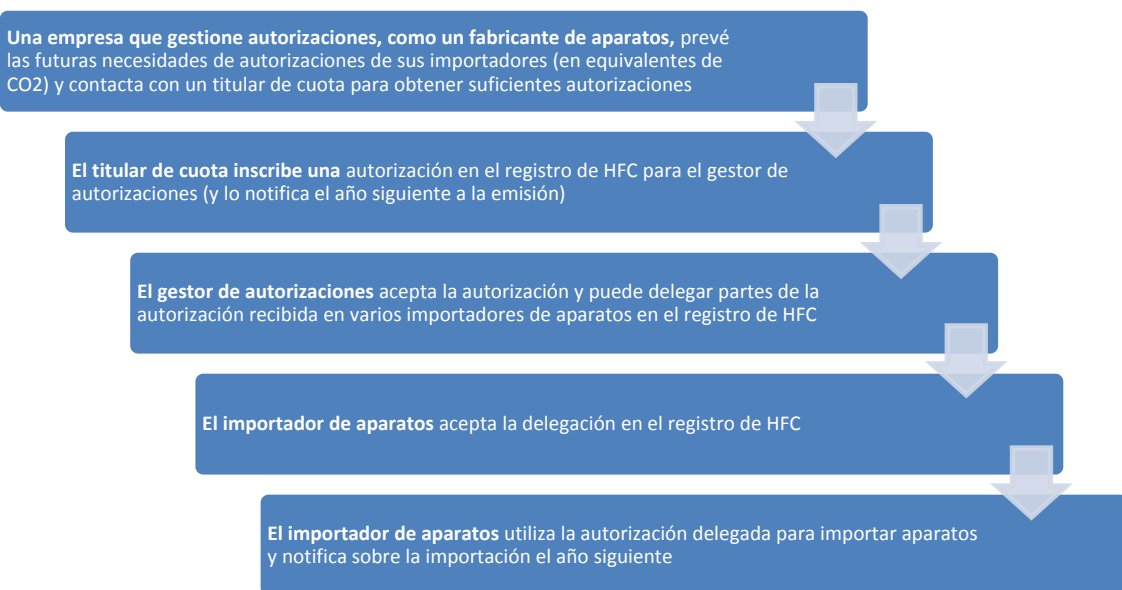 Una empresa que gestione autorizaciones, como un fabricante de aparatos, prevé
las futuras necesidades de autorizaciones de sus importadores (en equivalentes de
CO2) y contacta con un titular de cuota para obtener suficientes autorizaciones
El titular de cuota inscribe una autorización en el registro de HFC para el gestor de
autorizaciones (y lo notifica el año siguiente a la emisión)
El gestor de autorizaciones acepta la autorización y puede delegar partes de la
autorización recibida en varios importadores de aparatos en el registro de HFC
El importador de aparatos acepta la delegación en el registro de HFC
El importador de aparatos utiliza la autorización delegada para importar aparatos
y notifica sobre la importación el año siguiente